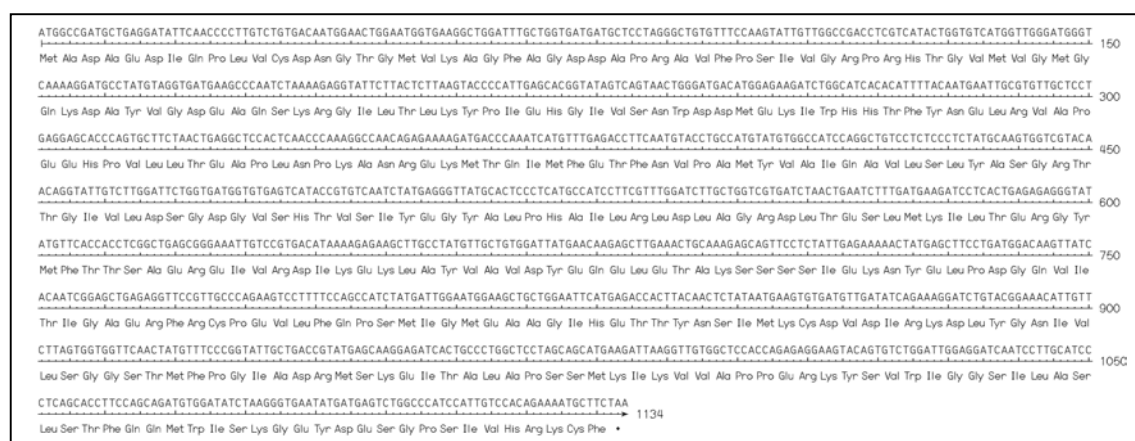 ATGGCCGATGCTGAGGATATTCAACCCCTTGTCTGTGACAATGGAACTGGAATGGTGAAGGCTGGATTTGCTGGTGATGATGCTCCTAGGGCTGTGTTTCCAAGTATTGTTGGCCGACCTCGTCATACTGGTGTCATGGTTGGGATGGGT
150
Met Ala Asp Ala Glu Asp Ile Gln Pro Leu Val Cys Asp Asn Gly Thr Gly Met Val Lys Ala Gly Phe Ala Gly Asp Asp Ala Pro Arg Ala Val Phe Pro Ser Ile Val Gly Arg Pro Arg His Thr Gly Val Met Val Gly Met Gly
CAAAAGGATGCCTATGTAGGTGATGAAGCCCAATCTAAAAGAGGTATTCTTACTCTTAAGTACCCCATTGAGCACGGTATAGTCAGTAACTGGGATGACATGGAGAAGATCTGGCATCACACATTTTACAATGAATTGCGTGTTGCTCCT
300
Gln Lys Asp Ala Tyr Val Gly Asp Glu Ala Gln Ser Lys Arg Gly Ile Leu Thr Leu Lys Tyr Pro Ile Glu His Gly Ile Val Ser Asn Trp Asp Asp Met Glu Lys Ile Trp His His Thr Phe Tyr Asn Glu Leu Arg Val Ala Pro
GAGGAGCACCCAGTGCTTCTAACTGAGGCTCCACTCAACCCAAAGGCCAACAGAGAAAAGATGACCCAAATCATGTTTGAGACCTTCAATGTACCTGCCATGTATGTGGCCATCCAGGCTGTCCTCTCCCTCTATGCAAGTGGTCGTACA
450
Glu Glu His Pro Val Leu Leu Thr Glu Ala Pro Leu Asn Pro Lys Ala Asn Arg Glu Lys Met Thr Gln Ile Met Phe Glu Thr Phe Asn Val Pro Ala Met Tyr Val Ala Ile Gln Ala Val Leu Ser Leu Tyr Ala Ser Gly Arg Thr
ACAGGTATTGTCTTGGATTCTGGTGATGGTGTGAGTCATACCGTGTCAATCTATGAGGGTTATGCACTCCCTCATGCCATCCTTCGTTTGGATCTTGCTGGTCGTGATCTAACTGAATCTTTGATGAAGATCCTCACTGAGAGAGGGTAT
600
Thr Gly Ile Val Leu Asp Ser Gly Asp Gly Val Ser His Thr Val Ser Ile Tyr Glu Gly Tyr Ala Leu Pro His Ala Ile Leu Arg Leu Asp Leu Ala Gly Arg Asp Leu Thr Glu Ser Leu Met Lys Ile Leu Thr Glu Arg Gly Tyr
ATGTTCACCACCTCGGCTGAGCGGGAAATTGTCCGTGACATAAAAGAGAAGCTTGCCTATGTTGCTGTGGATTATGAACAAGAGCTTGAAACTGCAAAGAGCAGTTCCTCTATTGAGAAAAACTATGAGCTTCCTGATGGACAAGTTATC
750
Met Phe Thr Thr Ser Ala Glu Arg Glu Ile Val Arg Asp Ile Lys Glu Lys Leu Ala Tyr Val Ala Val Asp Tyr Glu Gln Glu Leu Glu Thr Ala Lys Ser Ser Ser Ser Ile Glu Lys Asn Tyr Glu Leu Pro Asp Gly Gln Val Ile
ACAATCGGAGCTGAGAGGTTCCGTTGCCCAGAAGTCCTTTTCCAGCCATCTATGATTGGAATGGAAGCTGCTGGAATTCATGAGACCACTTACAACTCTATAATGAAGTGTGATGTTGATATCAGAAAGGATCTGTACGGAAACATTGTT
900
Thr Ile Gly Ala Glu Arg Phe Arg Cys Pro Glu Val Leu Phe Gln Pro Ser Met Ile Gly Met Glu Ala Ala Gly Ile His Glu Thr Thr Tyr Asn Ser Ile Met Lys Cys Asp Val Asp Ile Arg Lys Asp Leu Tyr Gly Asn Ile Val
CTTAGTGGTGGTTCAACTATGTTTCCCGGTATTGCTGACCGTATGAGCAAGGAGATCACTGCCCTGGCTCCTAGCAGCATGAAGATTAAGGTTGTGGCTCCACCAGAGAGGAAGTACAGTGTCTGGATTGGAGGATCAATCCTTGCATCC
1050
Leu Ser Gly Gly Ser Thr Met Phe Pro Gly Ile Ala Asp Arg Met Ser Lys Glu Ile Thr Ala Leu Ala Pro Ser Ser Met Lys Ile Lys Val Val Ala Pro Pro Glu Arg Lys Tyr Ser Val Trp Ile Gly Gly Ser Ile Leu Ala Ser
CTCAGCACCTTCCAGCAGATGTGGATATCTAAGGGTGAATATGATGAGTCTGGCCCATCCATTGTCCACAGAAAATGCTTCTAA
1134
Leu Ser Thr Phe Gln Gln Met Trp Ile Ser Lys Gly Glu Tyr Asp Glu Ser Gly Pro Ser Ile Val His Arg Lys Cys Phe •